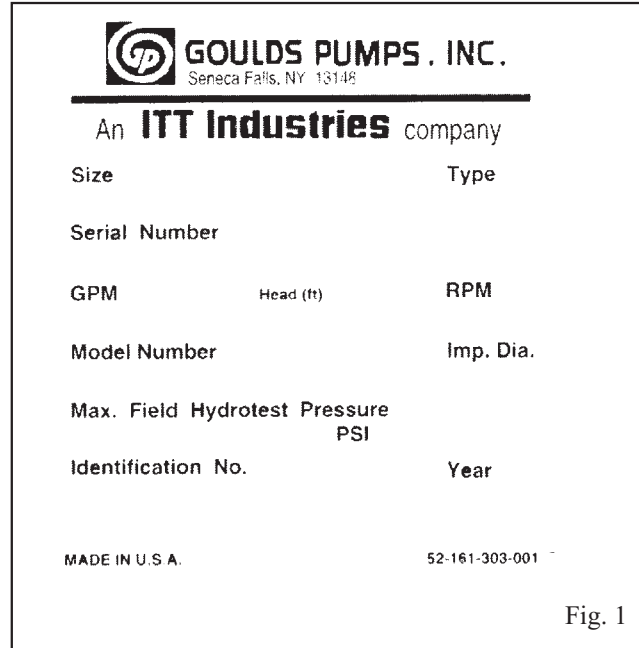 GOULDS PUMPS, INC.
Seneca Falls, NY 13148
An ITT Industries company
Size Type
Serial Number
GPM Head (ft) RPM
Model Number Imp. Dia.
Max. Field Hydrotest Pressure
PSI
Identification No. Year
MADE IN U.S.A. 52-161-303-001
Fig. 1